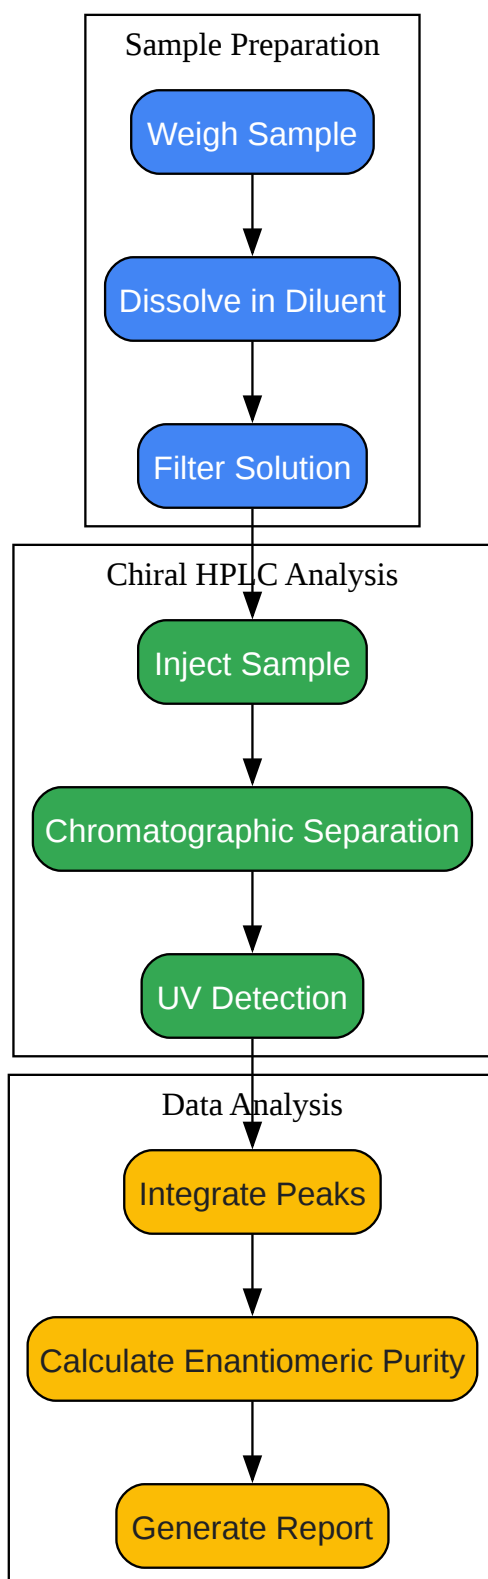 Sample Preparation
Weigh Sample
Dissolve in Diluent
Filter Solution
Chiral HPLC Analysis
Inject Sample
Chromatographic Separation
UV Detection
Data Analysis
Integrate Peaks
Calculate Enantiomeric Purity
Generate Report